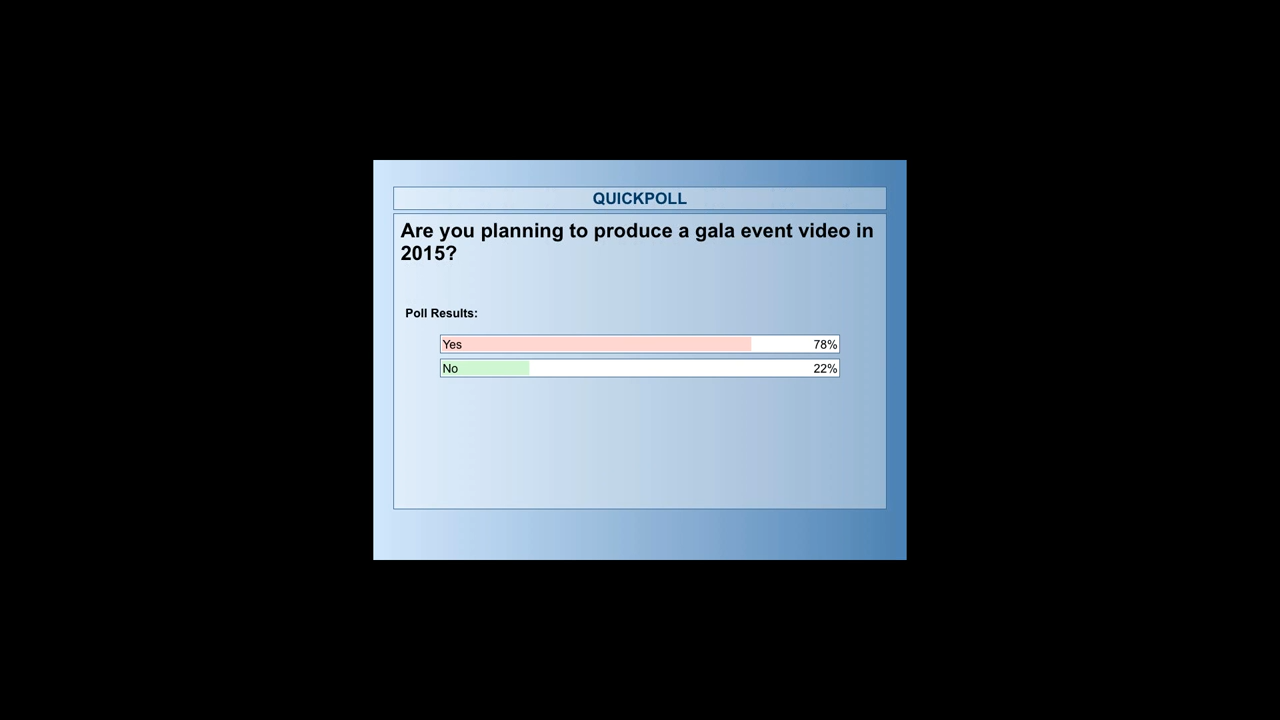 QUICKPOLL
Are you planning to produce a gala event video in
2015?
Poll Results:
Yes 78%
No 22%